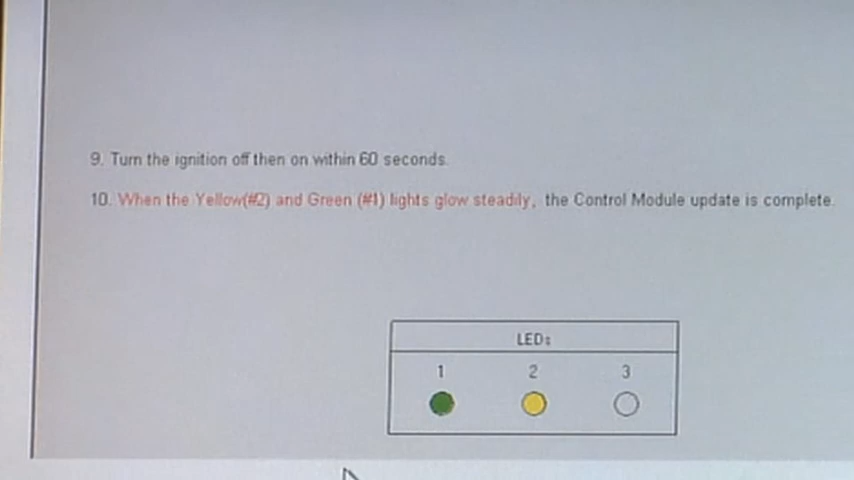 9. Turn the ignition off then on within 60 seconds.
10. When the Yellow(#2) and Green (#1) lights glow steadily, the Control Module update is complete.
LEDs
1 2 3